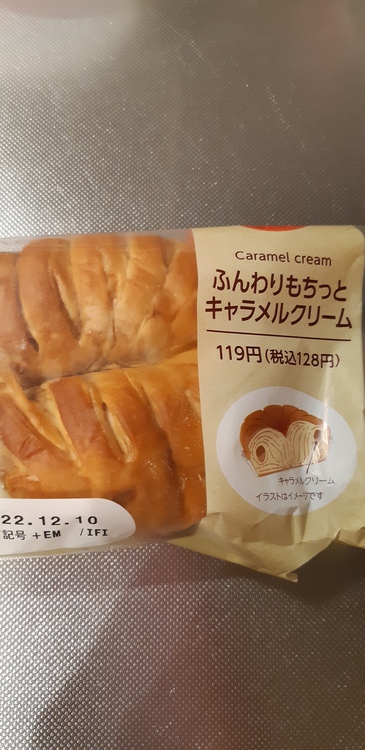 Caramel cream
ふんわりもちっと
キャラメルクリーム
119円(税込128円)
キャラメルクリーム
イラストはイメージです
22.12.10
記号 +EM /IFI